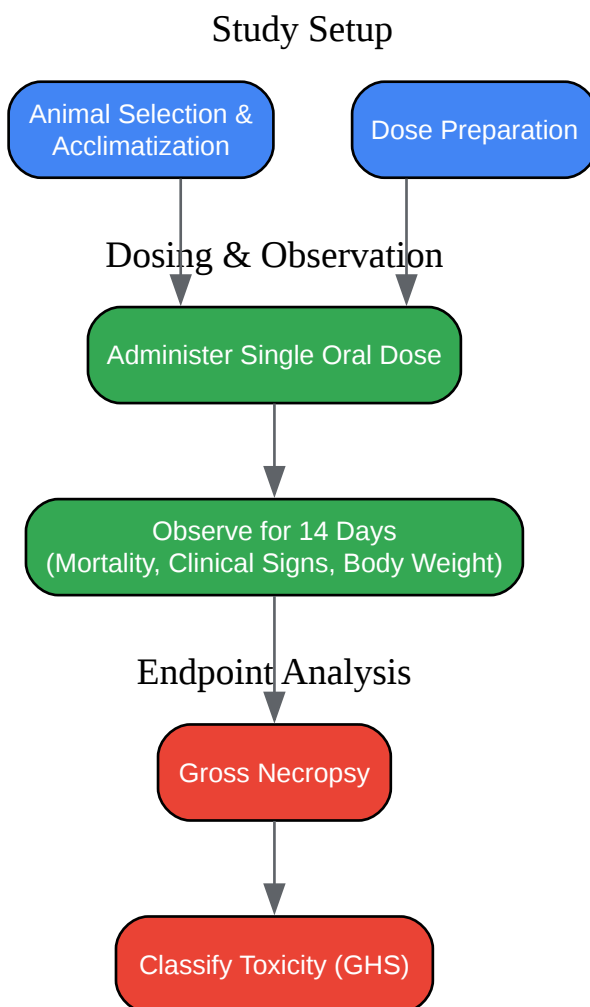 Study Setup
Animal Selection &
Acclimatization
Dose Preparation
Dosing & Observation
Administer Single Oral Dose
Observe for 14 Days
(Mortality, Clinical Signs, Body Weight)
Endpoint Analysis
Gross Necropsy
Classify Toxicity (GHS)